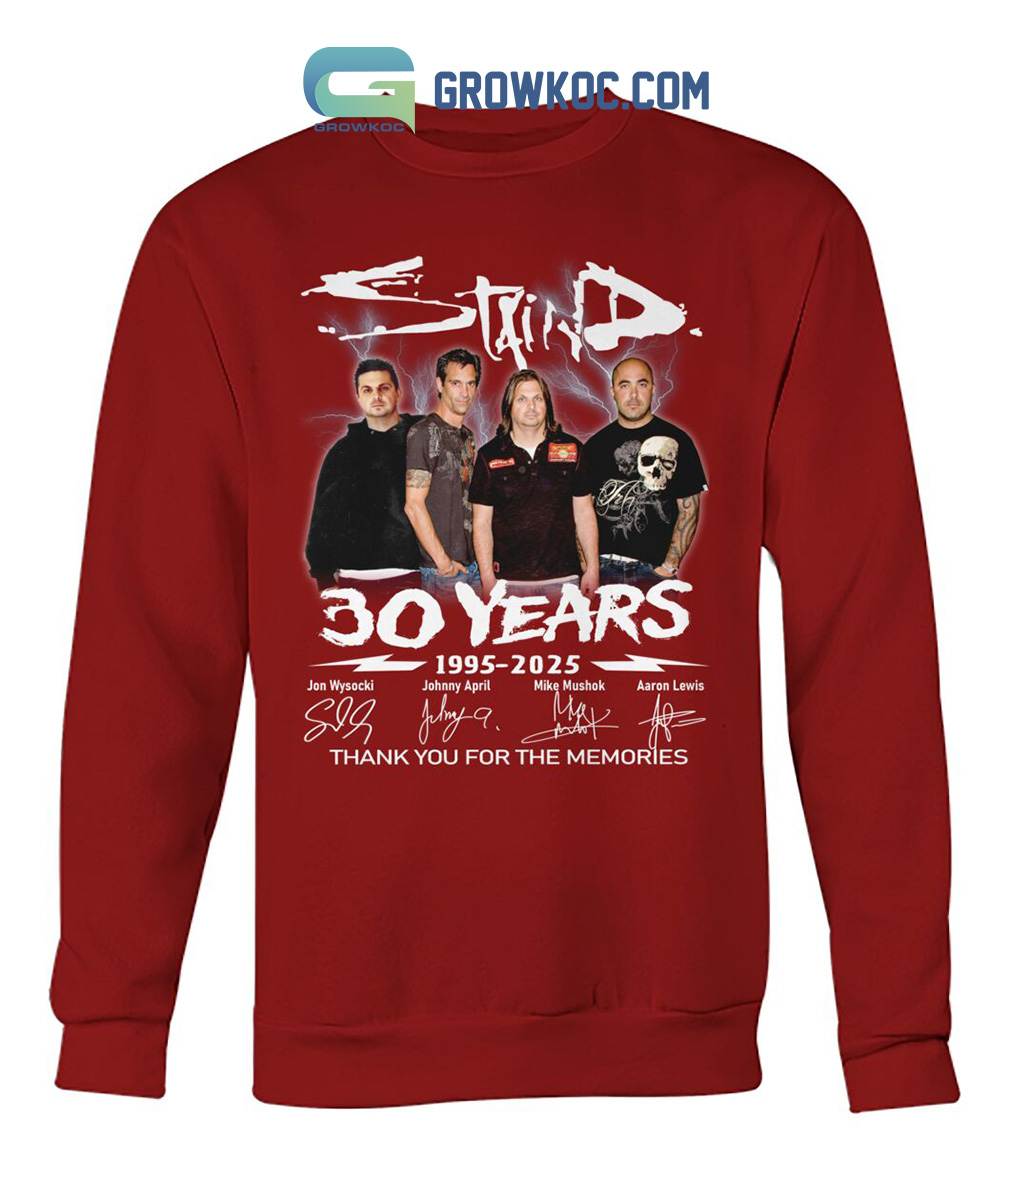 GROWKOC.COM
GROWKOC
STAIND
30 YEARS
1995-2025
Jon Wysocki Johnny April Mike Mushok Aaron Lewis
THANK YOU FOR THE MEMORIES